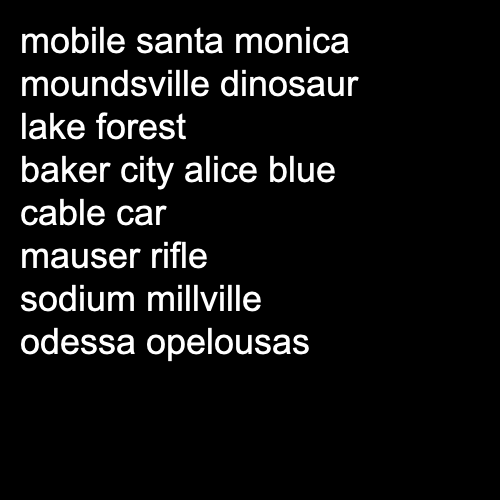 mobile santa monica
moundsville dinosaur
lake forest
baker city alice blue
cable car
mauser rifle
sodium millville
odessa opelousas